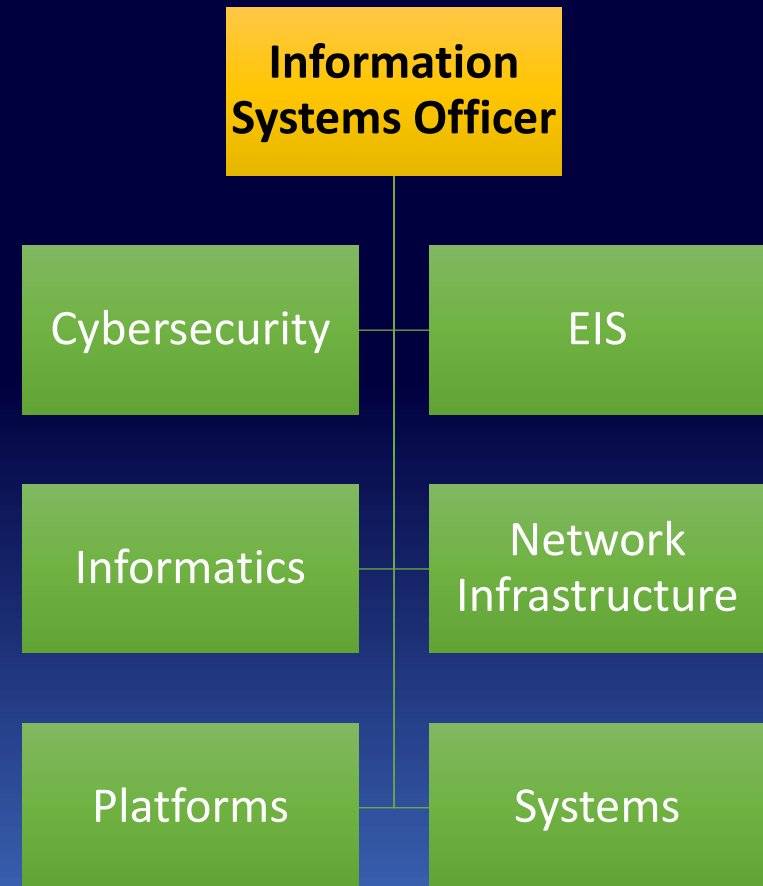 Information
Systems Officer
Cybersecurity
EIS
Informatics
Network
Infrastructure
Platforms
Systems